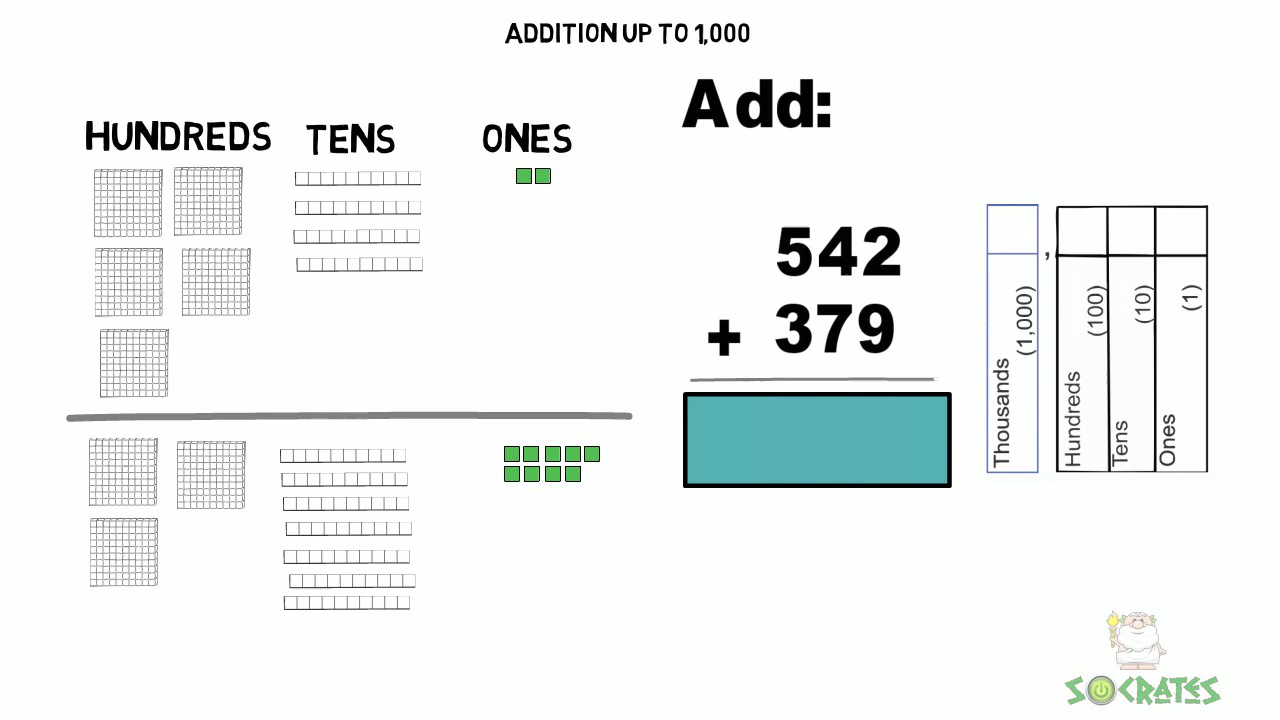 ADDITION UP TO 1,000
HUNDREDS TENS ONES
Add:
542
+ 379
,
Thousands (1,000)
Hundreds (100)
Tens (10)
Ones (1)
SOCRATES